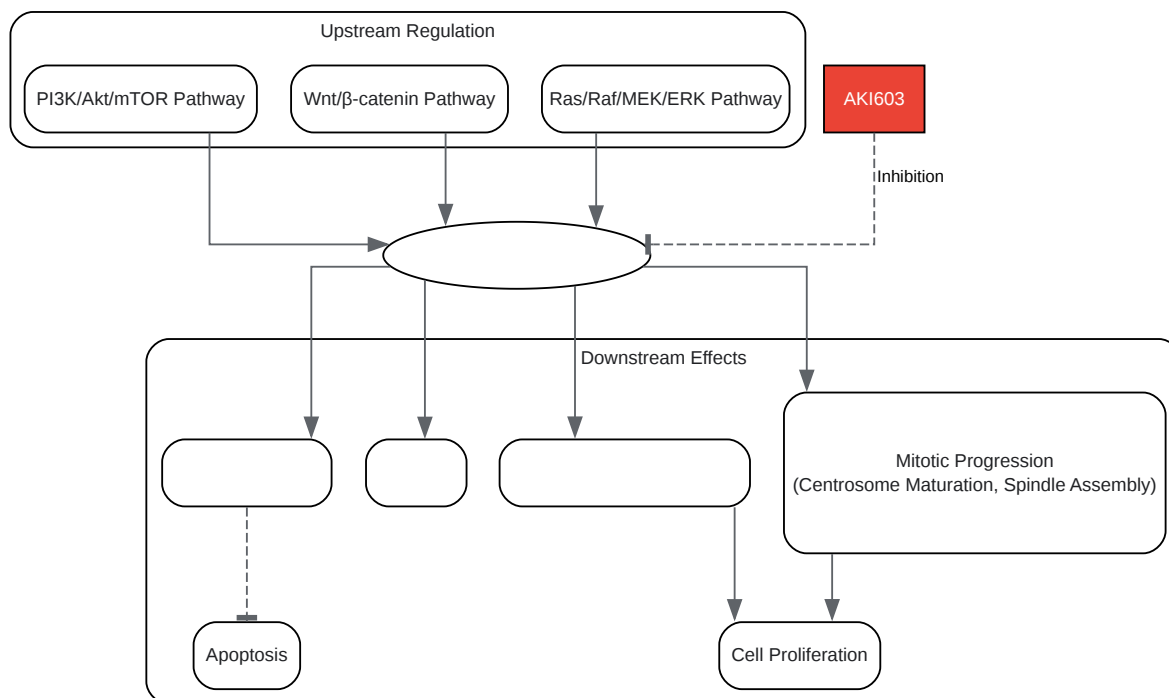 Upstream Regulation
PI3K/Akt/mTOR Pathway
Wnt/β-catenin Pathway
Ras/Raf/MEK/ERK Pathway
AKI603
Inhibition
Downstream Effects
Mitotic Progression
(Centrosome Maturation, Spindle Assembly)
Apoptosis
Cell Proliferation